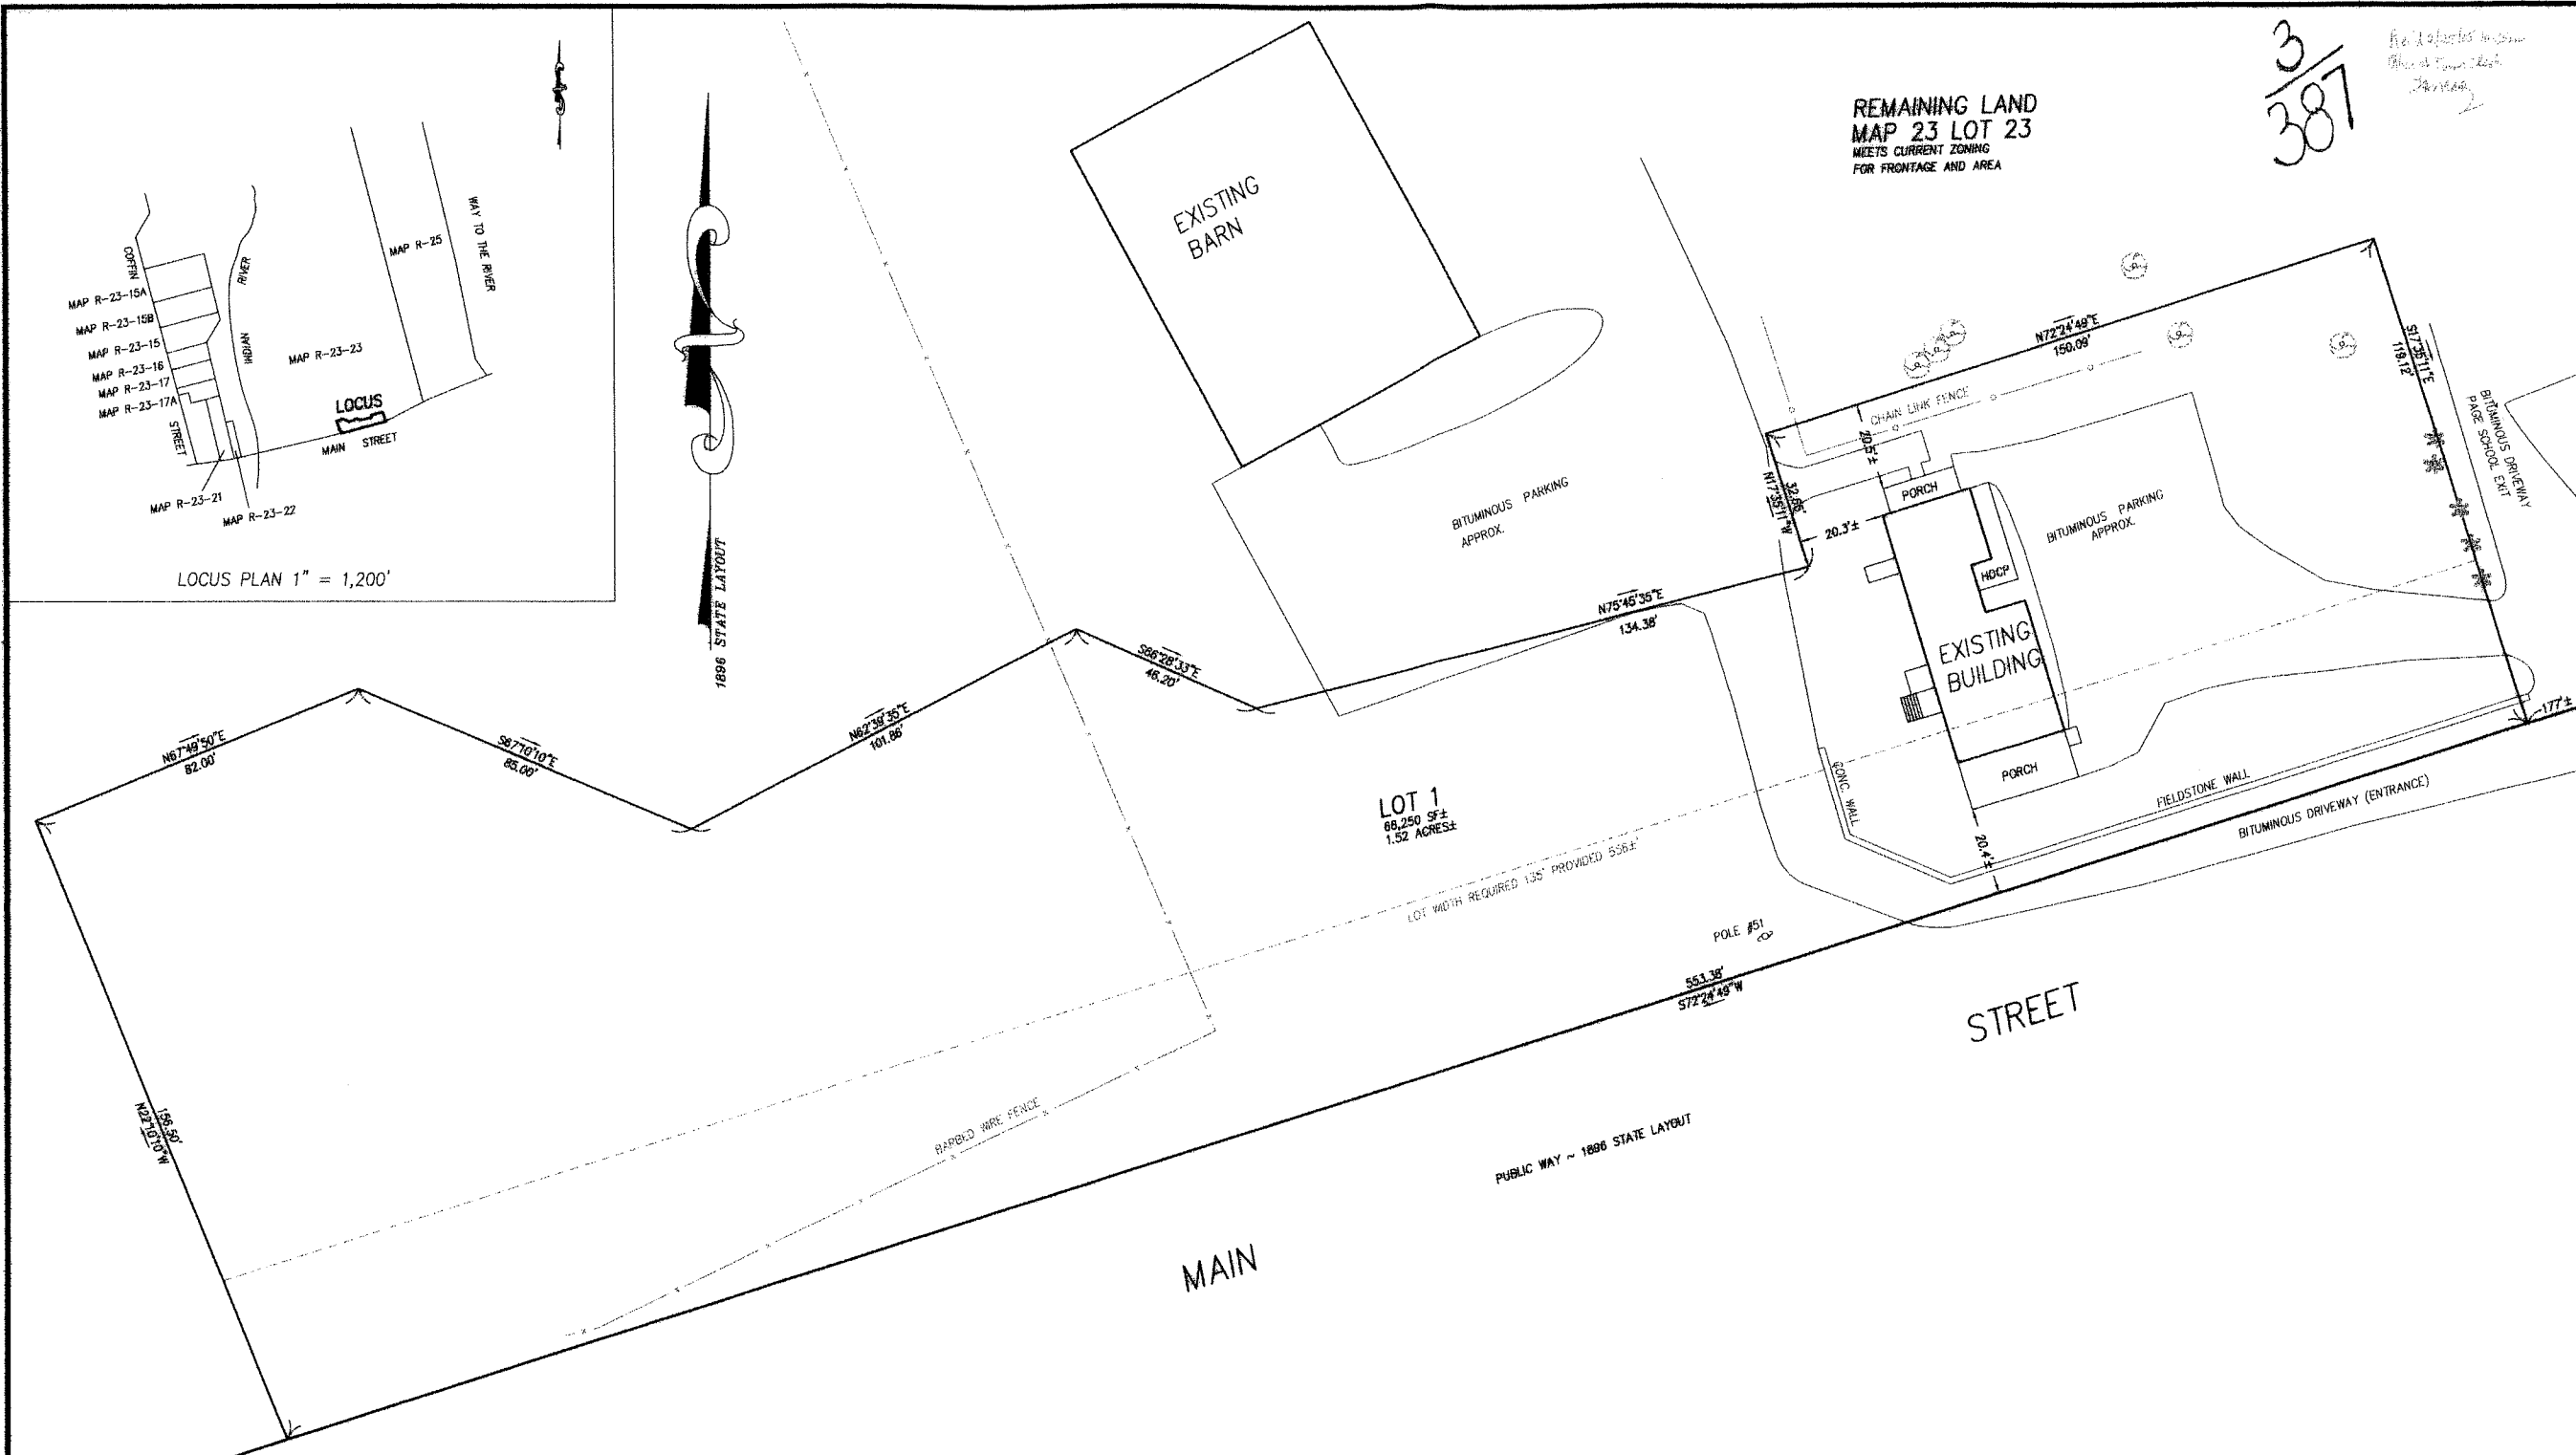 COFFIN
STREET
MAP R-23-15A
MAP R-23-15B
MAP R-23-15
MAP R-23-16
MAP R-23-17
MAP R-23-17A
RIVER
INDIAN
MAP R-23-23
MAP R-25
WAY TO THE RIVER
LOCUS
MAIN STREET
MAP R-23-21
MAP R-23-22
LOCUS PLAN 1" = 1,200'
1896 STATE LAYOUT
EXISTING
BARN
REMAINING LAND
MAP 23 LOT 23
MEETS CURRENT ZONING
FOR FRONTAGE AND AREA
3
387
N72°24'49"E
150.09'
S17°35'11"E
119.12'
BITUMINOUS DRIVEWAY
PAGE SCHOOL EXIT
CHAIN LINK FENCE
20.5'±
32.66'
N17°35'11"W
20.3'±
PORCH
HDCP
BITUMINOUS PARKING
APPROX.
BITUMINOUS PARKING
APPROX.
EXISTING
BUILDING
PORCH
CONC. WALL
FIELDSTONE WALL
20.4'±
177'±
BITUMINOUS DRIVEWAY (ENTRANCE)
N75°45'35"E
134.38'
S66°28'33"E
46.20'
N62°39'35"E
101.86'
S67°10'10"E
85.00'
N67°49'50"E
82.00'
156.50'
N22°10'10"W
LOT 1
66,250 SF±
1.52 ACRES±
LOT WIDTH REQUIRED 135' PROVIDED 556±'
POLE #51
553.38'
S72°24'49"W
BARBED WIRE FENCE
MAIN STREET
PUBLIC WAY ~ 1896 STATE LAYOUT